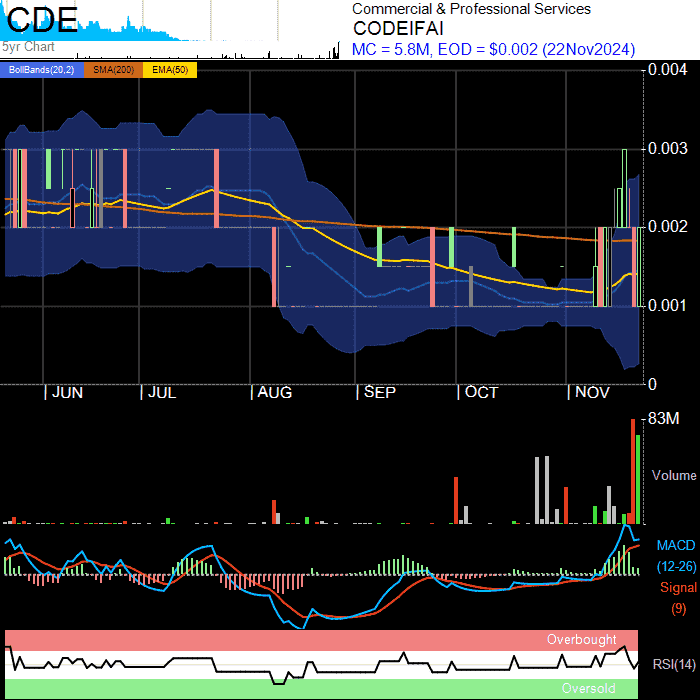 CDE
5yr Chart
Commercial & Professional Services
CODEIFAI
MC = 5.8M, EOD = $0.002 (22Nov2024)
BollBands(20,2) SMA(200) EMA(50)
0.004
0.003
0.002
0.001
0
JUN JUL AUG SEP OCT NOV
83M
Volume
MACD
(12-26)
Signal
(9)
Overbought
RSI(14)
Oversold